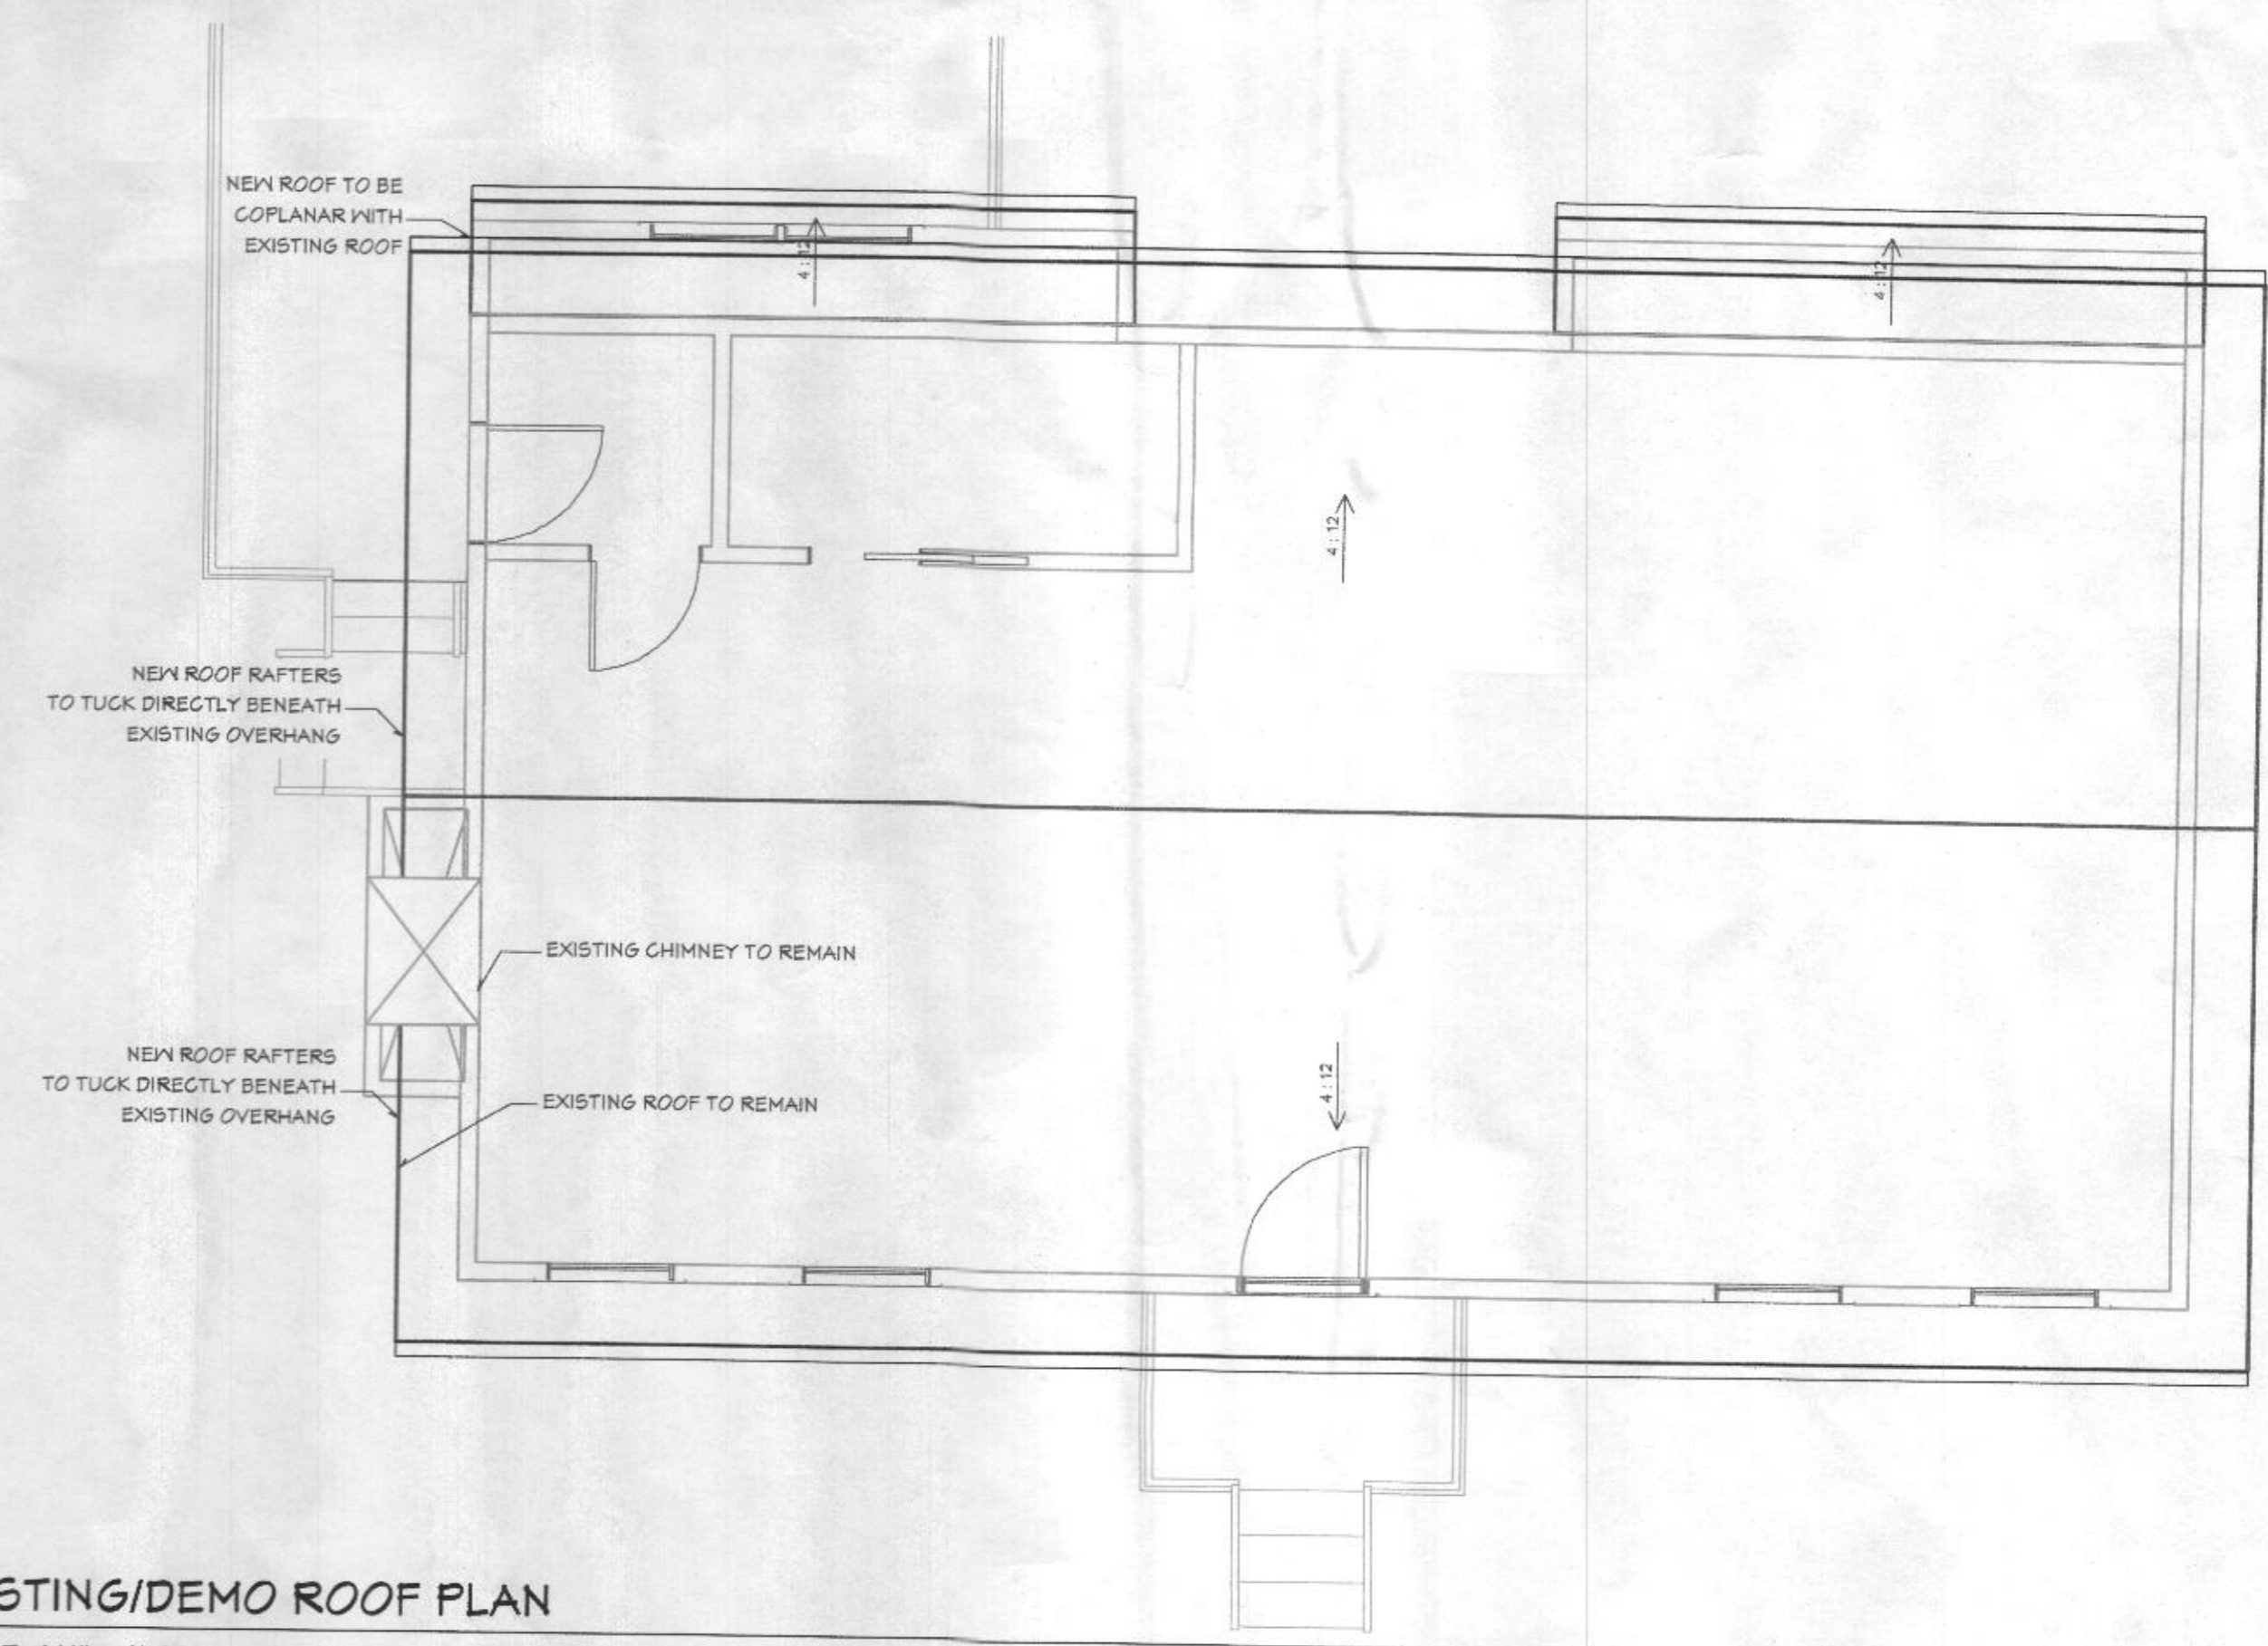 NEW ROOF TO BE
COPLANAR WITH
EXISTING ROOF
4:12
4:12
4:12
NEW ROOF RAFTERS
TO TUCK DIRECTLY BENEATH
EXISTING OVERHANG
EXISTING CHIMNEY TO REMAIN
NEW ROOF RAFTERS
TO TUCK DIRECTLY BENEATH
EXISTING OVERHANG
EXISTING ROOF TO REMAIN
4:12
STING/DEMO ROOF PLAN